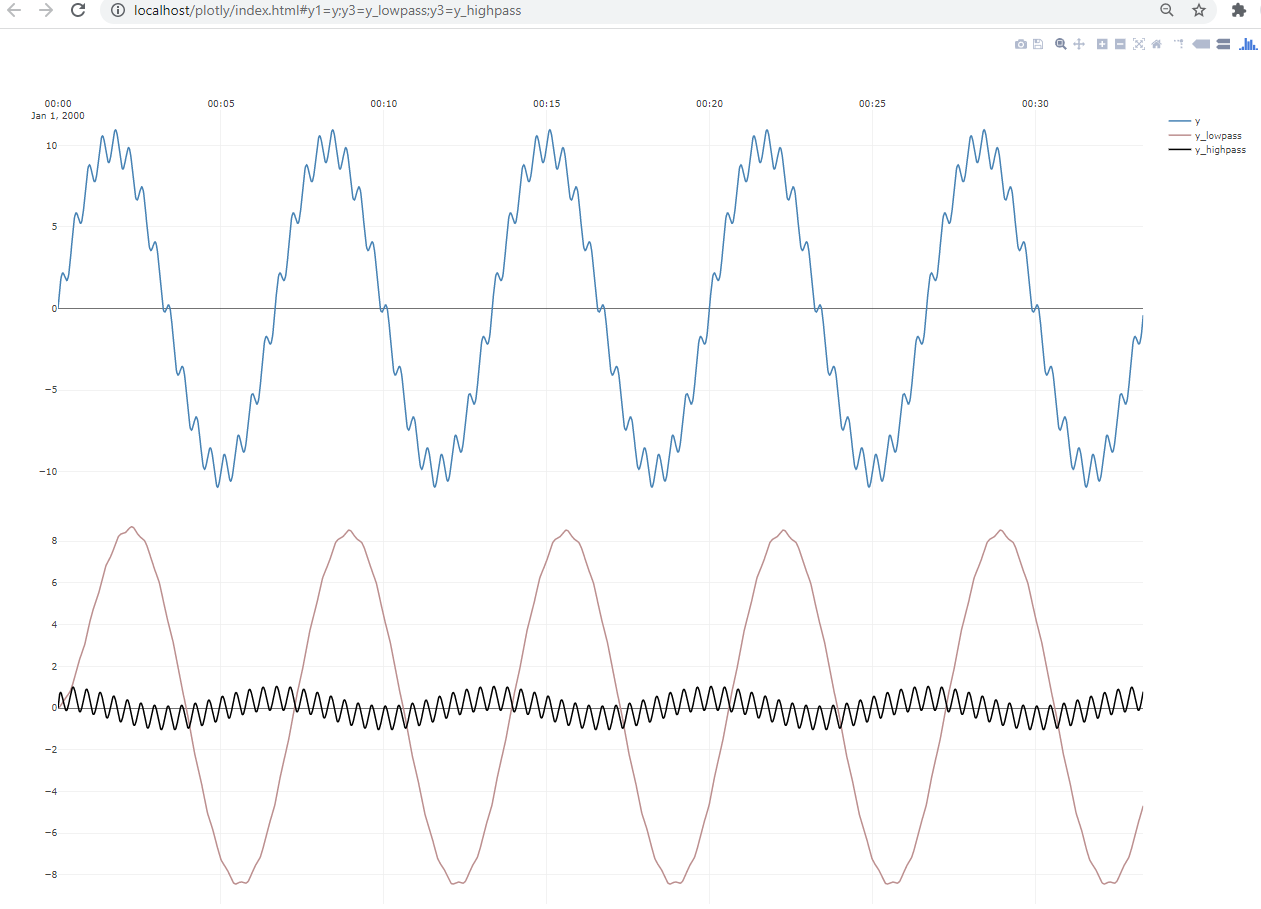 localhost/plotly/index.html#y1=y;y3=y_lowpass;y3=y_highpass
00:00 00:05 00:10 00:15 00:20 00:25 00:30
Jan 1, 2000
y
y_lowpass
y_highpass
10
5
0
−5
−10
8
6
4
2
0
−2
−4
−6
−8